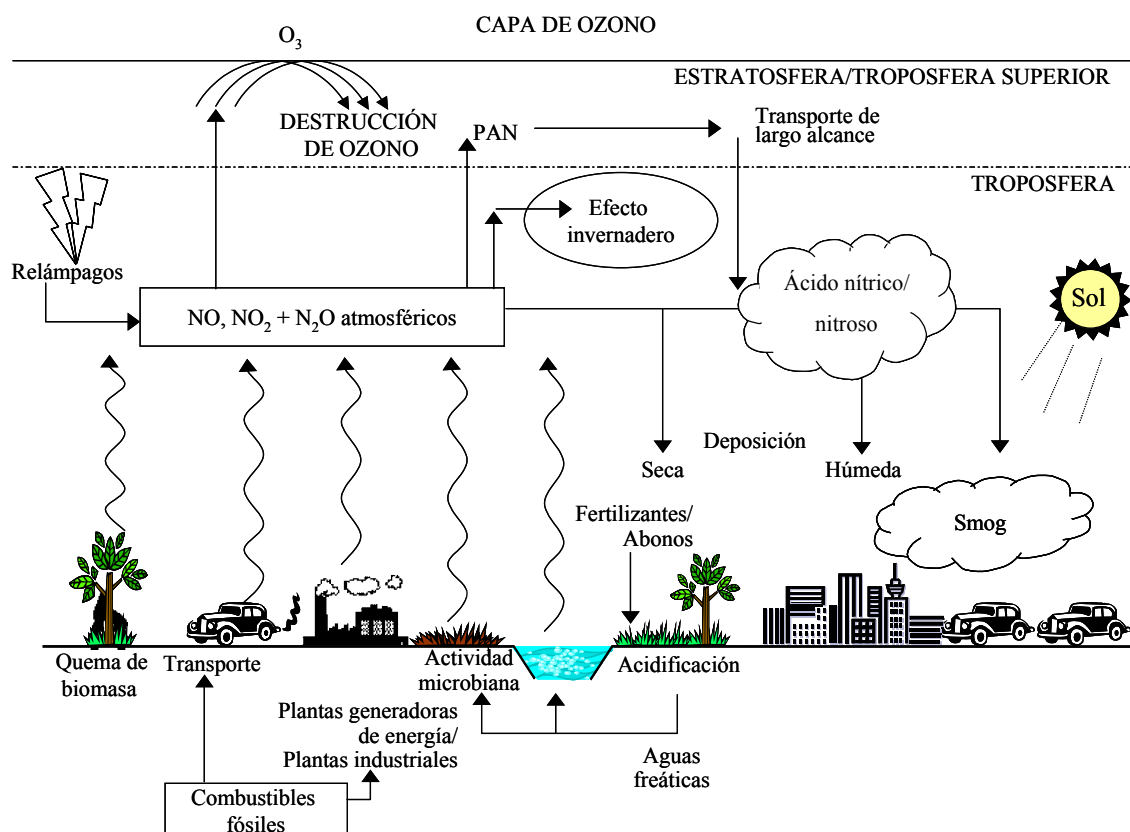 CAPA DE OZONO
O3
ESTRATOSFERA/TROPOSFERA SUPERIOR
DESTRUCCIÓN
DE OZONO
PAN
Transporte de
largo alcance
TROPOSFERA
Efecto
invernadero
Relámpagos
NO, NO2 + N2O atmosféricos
Ácido nítrico/
nitroso
Sol
Deposición
Seca
Húmeda
Fertilizantes/
Abonos
Smog
Quema de
biomasa
Transporte
Actividad
microbiana
Acidificación
Plantas generadoras
de energía/
Plantas industriales
Aguas
freáticas
Combustibles
fósiles